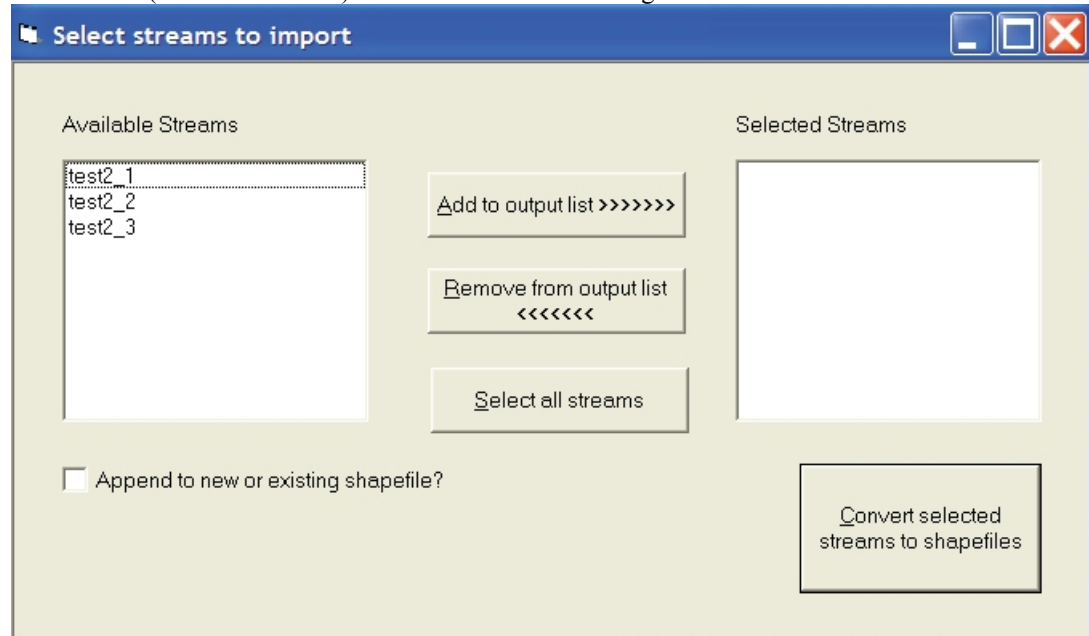 Select streams to import
Available Streams
Selected Streams
test2_1
test2_2
test2_3
Add to output list >>>>>>>
Remove from output list
<<<<<<<
Select all streams
Append to new or existing shapefile?
Convert selected
streams to shapefiles